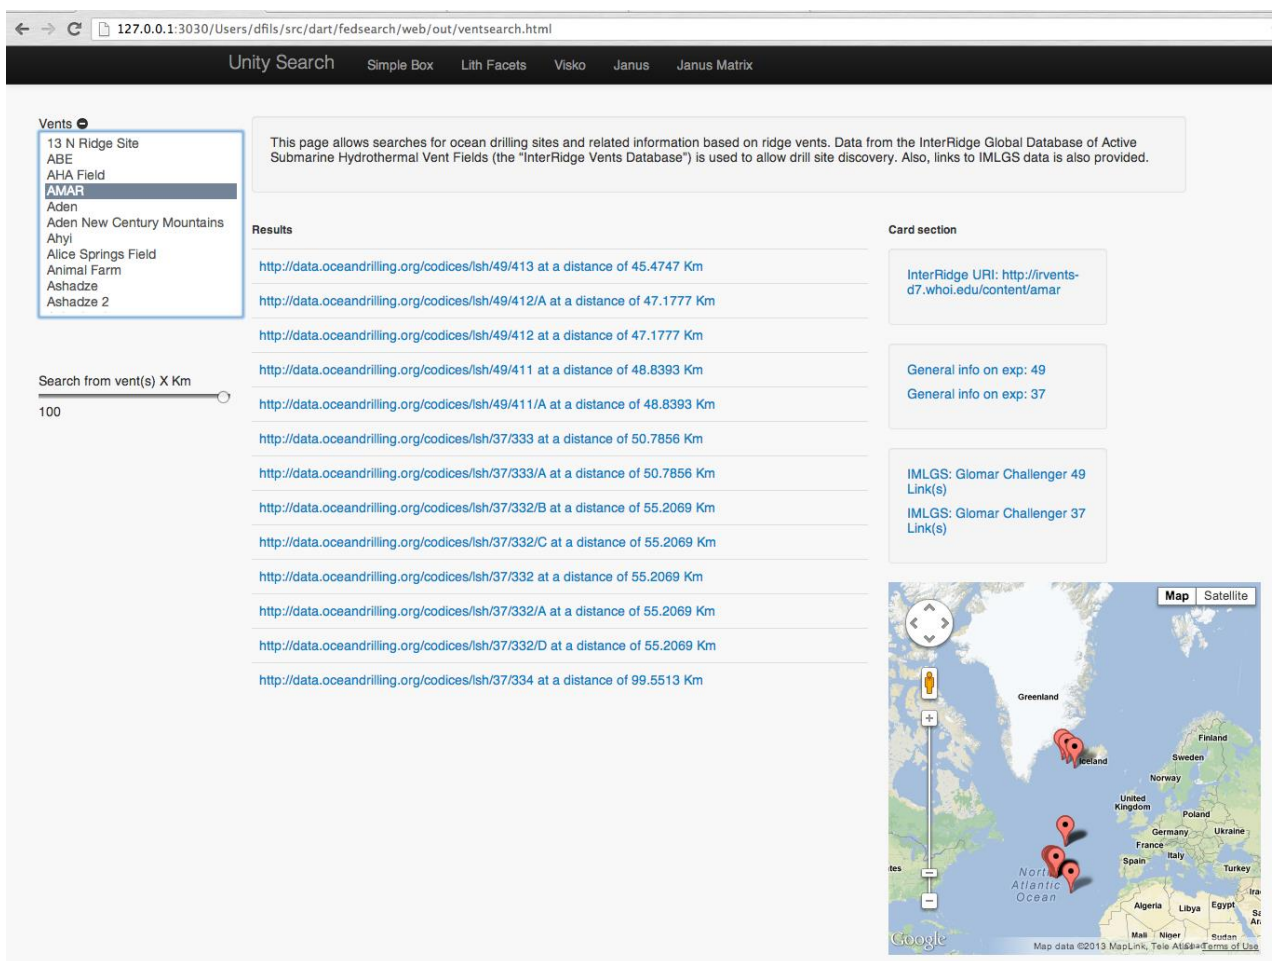 127.0.0.1:3030/Users/dfils/src/dart/fedsearch/web/out/ventsearch.html
Unity Search Simple Box Lith Facets Visko Janus Janus Matrix
Vents
13 N Ridge Site
ABE
AHA Field
AMAR
Aden
Aden New Century Mountains
Ahyi
Alice Springs Field
Animal Farm
Ashadze
Ashadze 2
Search from vent(s) X Km
100
This page allows searches for ocean drilling sites and related information based on ridge vents. Data from the InterRidge Global Database of Active
Submarine Hydrothermal Vent Fields (the “InterRidge Vents Database”) is used to allow drill site discovery. Also, links to IMLGS data is also provided.
Results
http://data.oceandrilling.org/codices/lsh/49/413 at a distance of 45.4747 Km
http://data.oceandrilling.org/codices/lsh/49/412/A at a distance of 47.1777 Km
http://data.oceandrilling.org/codices/lsh/49/412 at a distance of 47.1777 Km
http://data.oceandrilling.org/codices/lsh/49/411 at a distance of 48.8393 Km
http://data.oceandrilling.org/codices/lsh/49/411/A at a distance of 48.8393 Km
http://data.oceandrilling.org/codices/lsh/37/333 at a distance of 50.7856 Km
http://data.oceandrilling.org/codices/lsh/37/333/A at a distance of 50.7856 Km
http://data.oceandrilling.org/codices/lsh/37/332/B at a distance of 55.2069 Km
http://data.oceandrilling.org/codices/lsh/37/332/C at a distance of 55.2069 Km
http://data.oceandrilling.org/codices/lsh/37/332 at a distance of 55.2069 Km
http://data.oceandrilling.org/codices/lsh/37/332/A at a distance of 55.2069 Km
http://data.oceandrilling.org/codices/lsh/37/332/D at a distance of 55.2069 Km
http://data.oceandrilling.org/codices/lsh/37/334 at a distance of 99.5513 Km
Card section
InterRidge URI: http://irvents-
d7.whoi.edu/content/amar
General info on exp: 49
General info on exp: 37
IMLGS: Glomar Challenger 49
Link(s)
IMLGS: Glomar Challenger 37
Link(s)
Map Satellite
Greenland
Finland
Iceland
Sweden
Norway
United
Kingdom
Poland
Germany Ukraine
France
Italy
Spain
Turkey
North
Atlantic
Ocean
Algeria Libya Egypt
Mali Niger Sudan
Google
Map data ©2013 MapLink, Tele Atlas Terms of Use